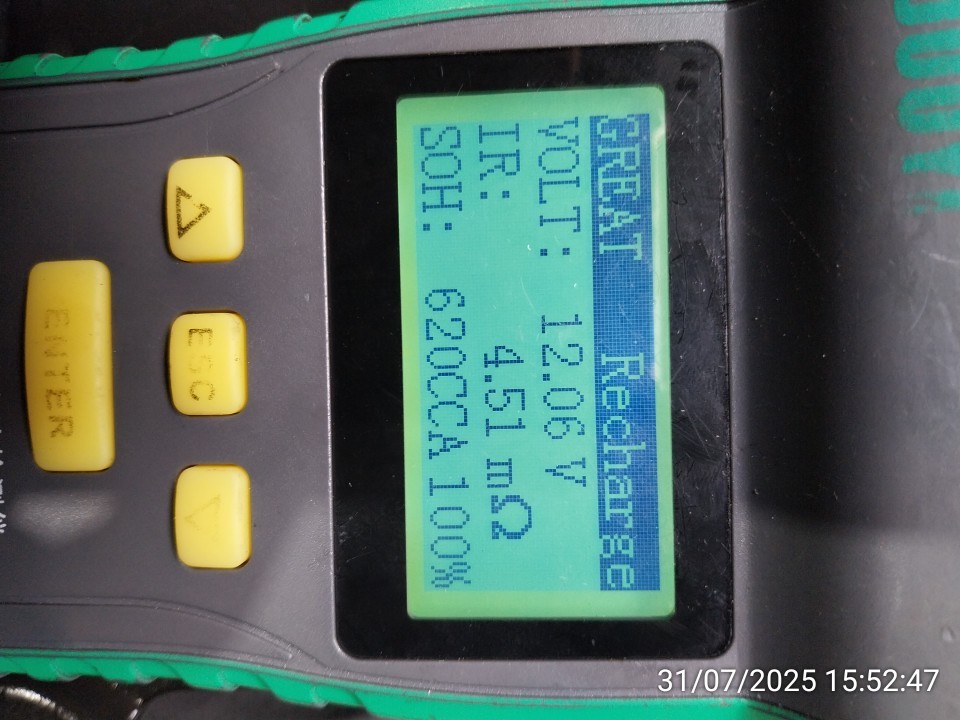 GREAT Recharge
VOLT: 12.06 V
IR: 4.51 mΩ
SOH: 620CCA 100%
ESC
ENTER
31/07/2025 15:52:47